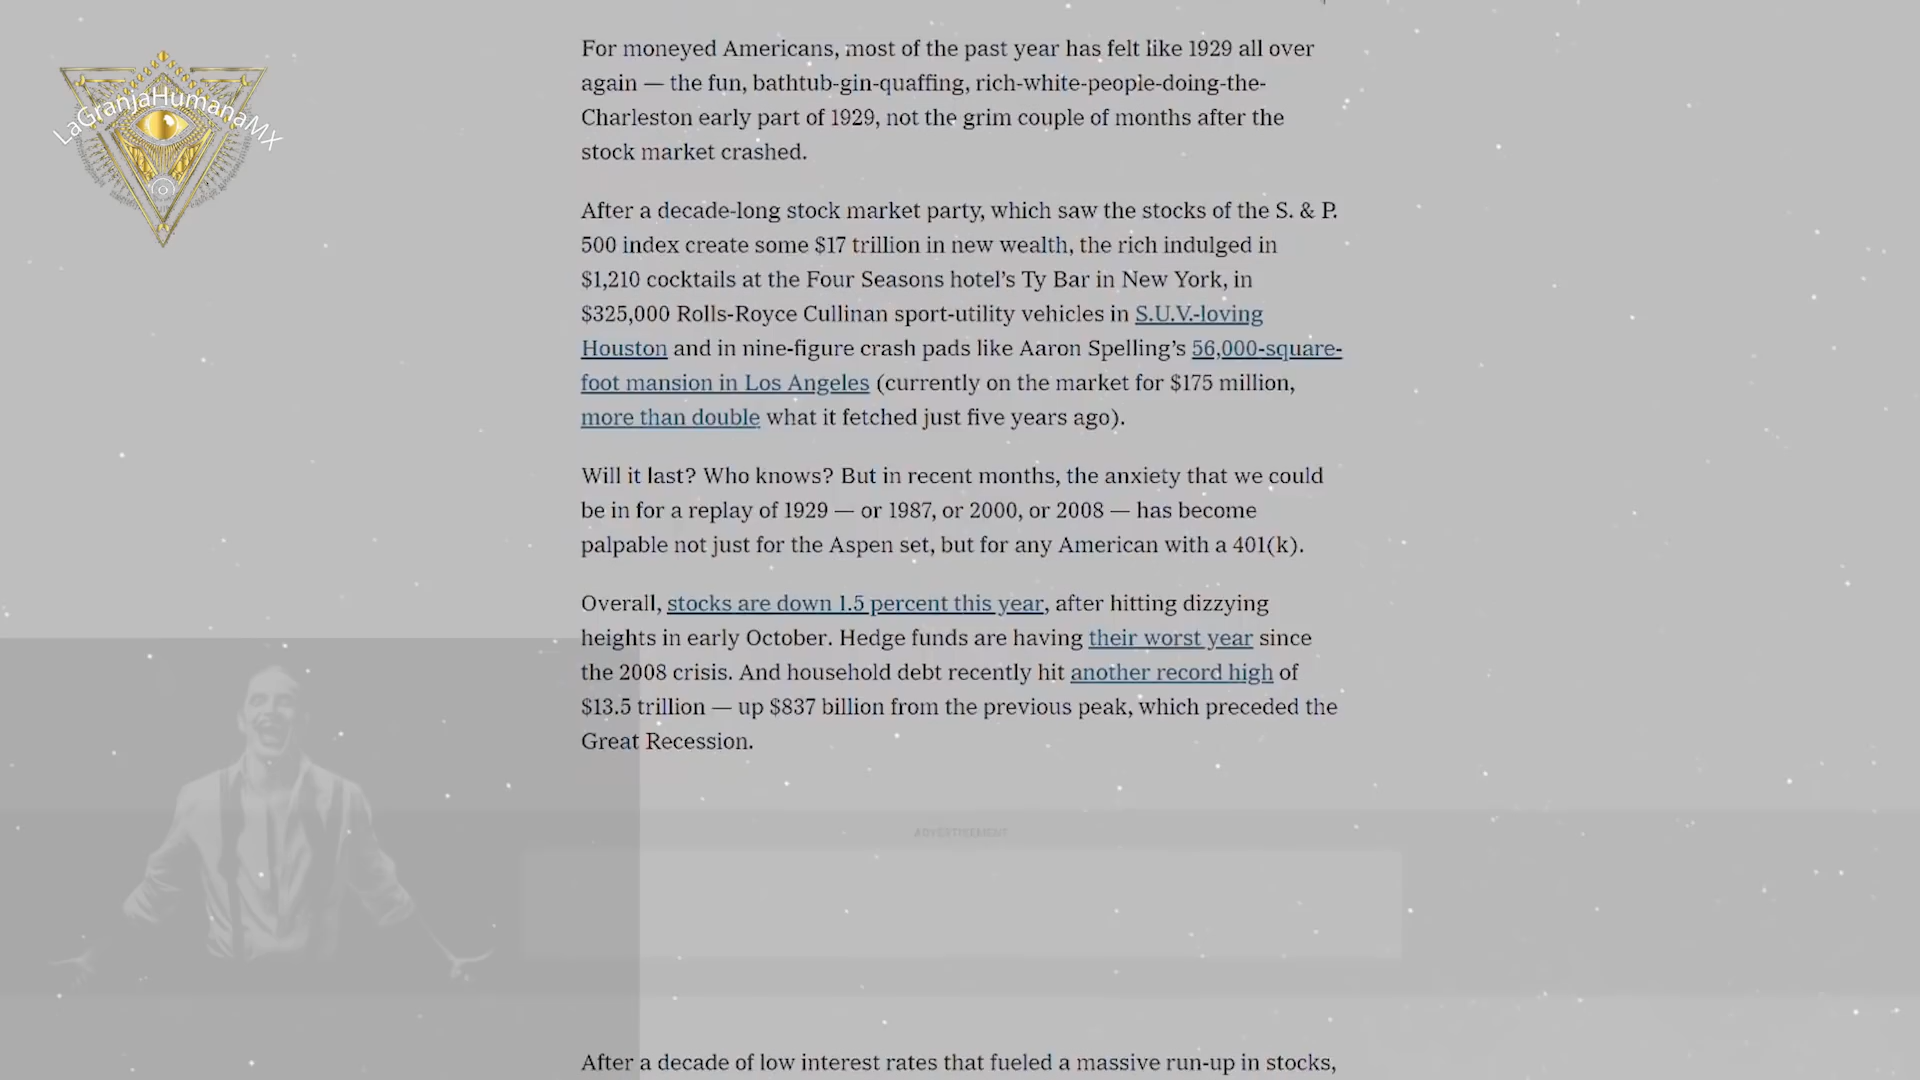 LaGranjaHumanaMX
For moneyed Americans, most of the past year has felt like 1929 all over
again — the fun, bathtub-gin-quaffing, rich-white-people-doing-the-
Charleston early part of 1929, not the grim couple of months after the
stock market crashed.
After a decade-long stock market party, which saw the stocks of the S. & P.
500 index create some $17 trillion in new wealth, the rich indulged in
$1,210 cocktails at the Four Seasons hotel’s Ty Bar in New York, in
$325,000 Rolls-Royce Cullinan sport-utility vehicles in S.U.V.-loving
Houston and in nine-figure crash pads like Aaron Spelling’s 56,000-square-
foot mansion in Los Angeles (currently on the market for $175 million,
more than double what it fetched just five years ago).
Will it last? Who knows? But in recent months, the anxiety that we could
be in for a replay of 1929 — or 1987, or 2000, or 2008 — has become
palpable not just for the Aspen set, but for any American with a 401(k).
Overall, stocks are down 1.5 percent this year, after hitting dizzying
heights in early October. Hedge funds are having their worst year since
the 2008 crisis. And household debt recently hit another record high of
$13.5 trillion — up $837 billion from the previous peak, which preceded the
Great Recession.
ADVERTISEMENT
After a decade of low interest rates that fueled a massive run-up in stocks,